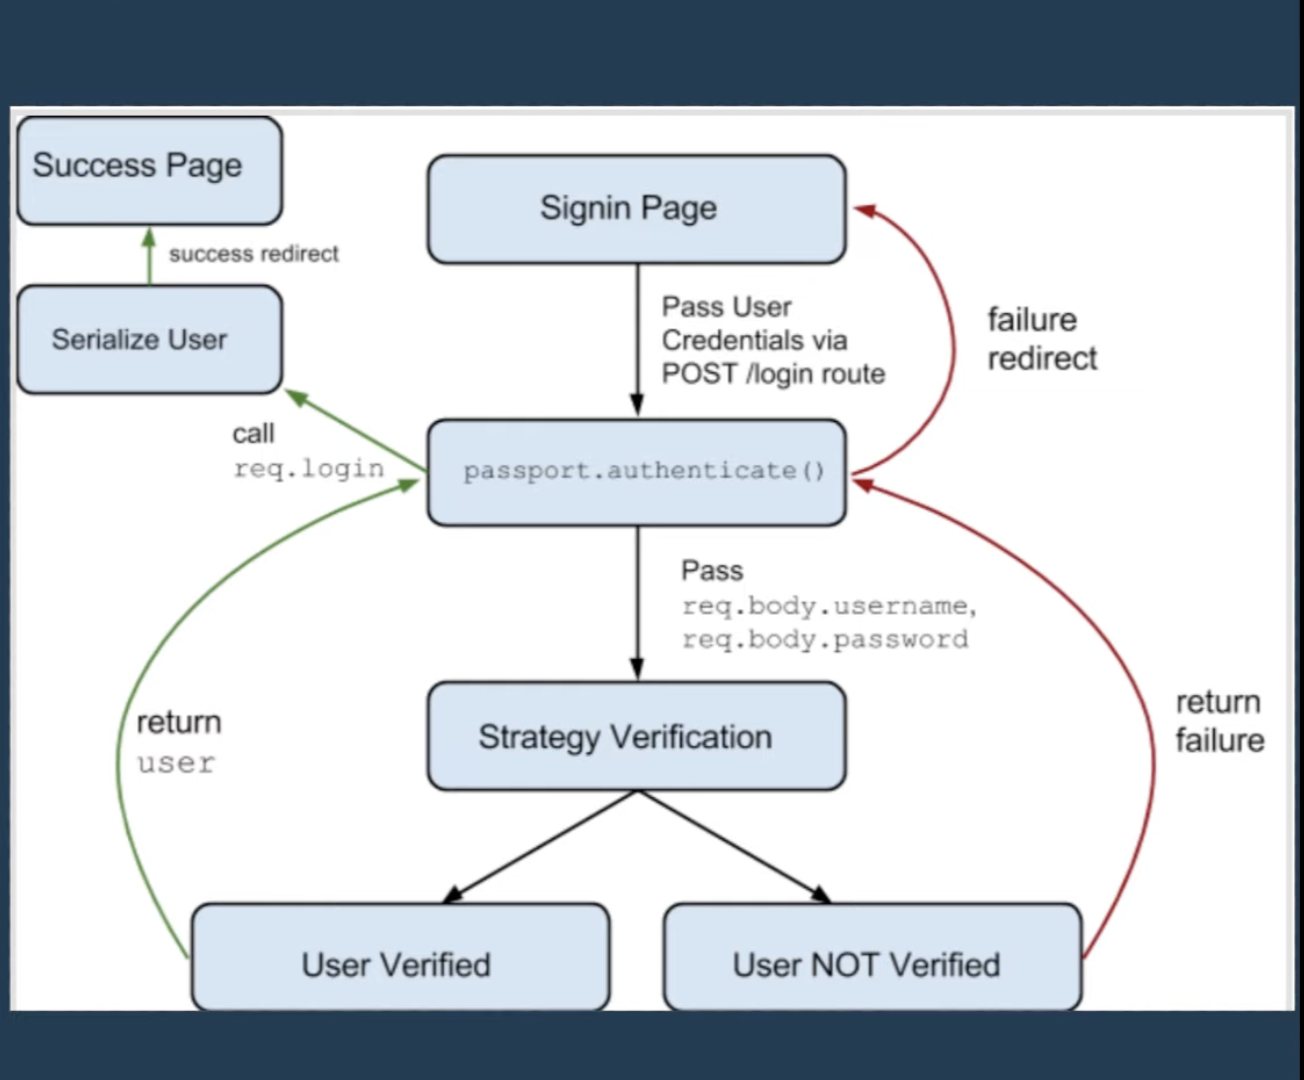 Success Page
Signin Page
success redirect
Pass User
Credentials via
POST /login route
failure
redirect
Serialize User
call
req.login
passport.authenticate()
Pass
req.body.username,
req.body.password
return
user
Strategy Verification
return
failure
User Verified
User NOT Verified